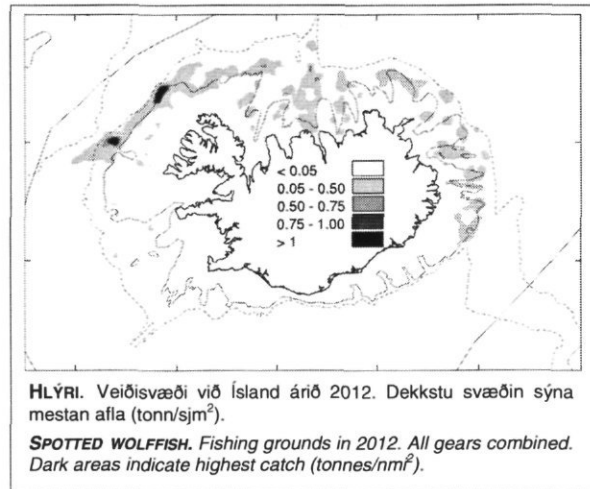 < 0.05
0.05 - 0.50
0.50 - 0.75
0.75 - 1.00
> 1
HLÝRI. Veiðisvæði við Ísland árið 2012. Dekkstu svæðin sýna
mestan afla (tonn/sjm²).
SPOTTED WOLFFISH. Fishing grounds in 2012. All gears combined.
Dark areas indicate highest catch (tonnes/nmi²).